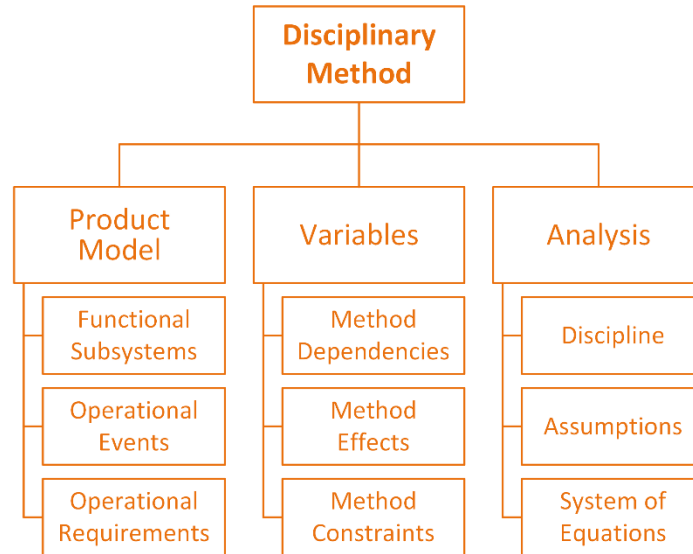 Disciplinary
Method
Product
Model
Variables
Analysis
Functional
Subsystems
Method
Dependencies
Discipline
Operational
Events
Method
Effects
Assumptions
Operational
Requirements
Method
Constraints
System of
Equations